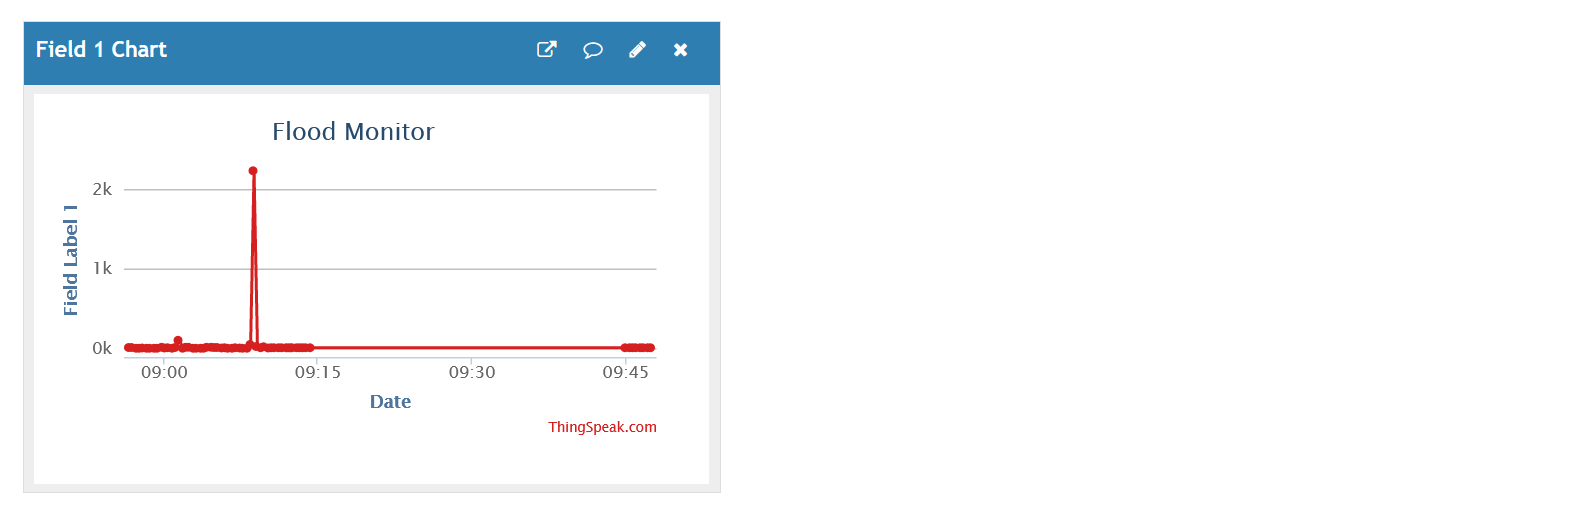 Field 1 Chart
Flood Monitor
2k
1k
0k
Field Label 1
09:00 09:15 09:30 09:45
Date
ThingSpeak.com